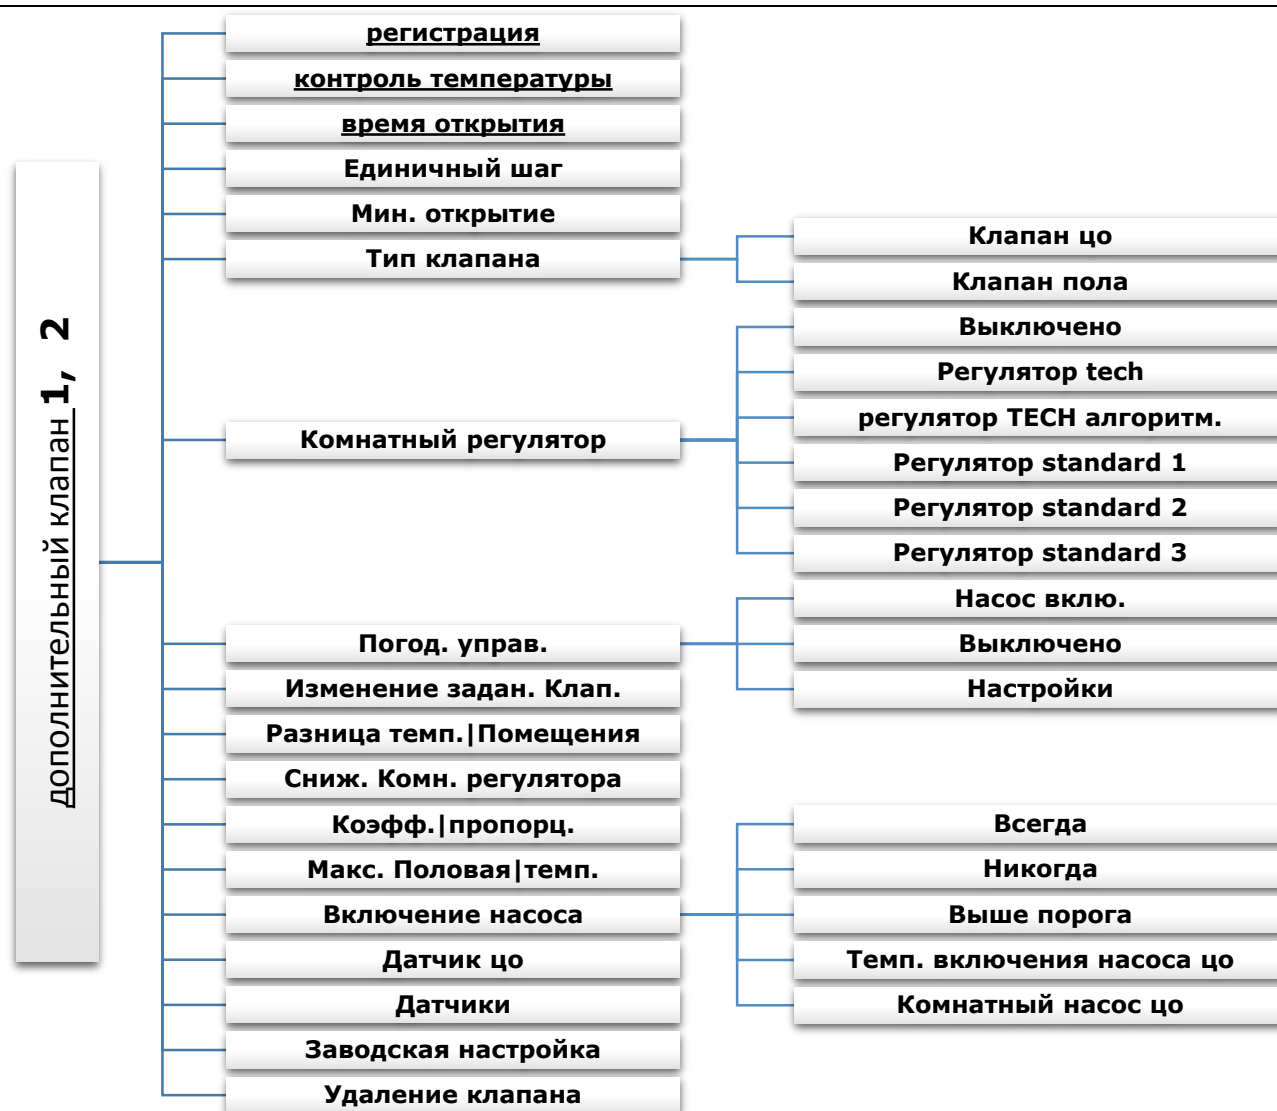 дополнительный клапан 1, 2
регистрация
контроль температуры
время открытия
Единичный шаг
Мин. открытие
Тип клапана
Клапан цо
Клапан пола
Комнатный регулятор
Выключено
Регулятор tech
регулятор TECH алгоритм.
Регулятор standard 1
Регулятор standard 2
Регулятор standard 3
Погод. управ.
Насос вклю.
Выключено
Настройки
Изменение задан. Клап.
Разница темп.|Помещения
Сниж. Комн. регулятора
Коэфф.|пропорц.
Макс. Половая|темп.
Включение насоса
Всегда
Никогда
Выше порога
Темп. включения насоса цо
Комнатный насос цо
Датчик цо
Датчики
Заводская настройка
Удаление клапана